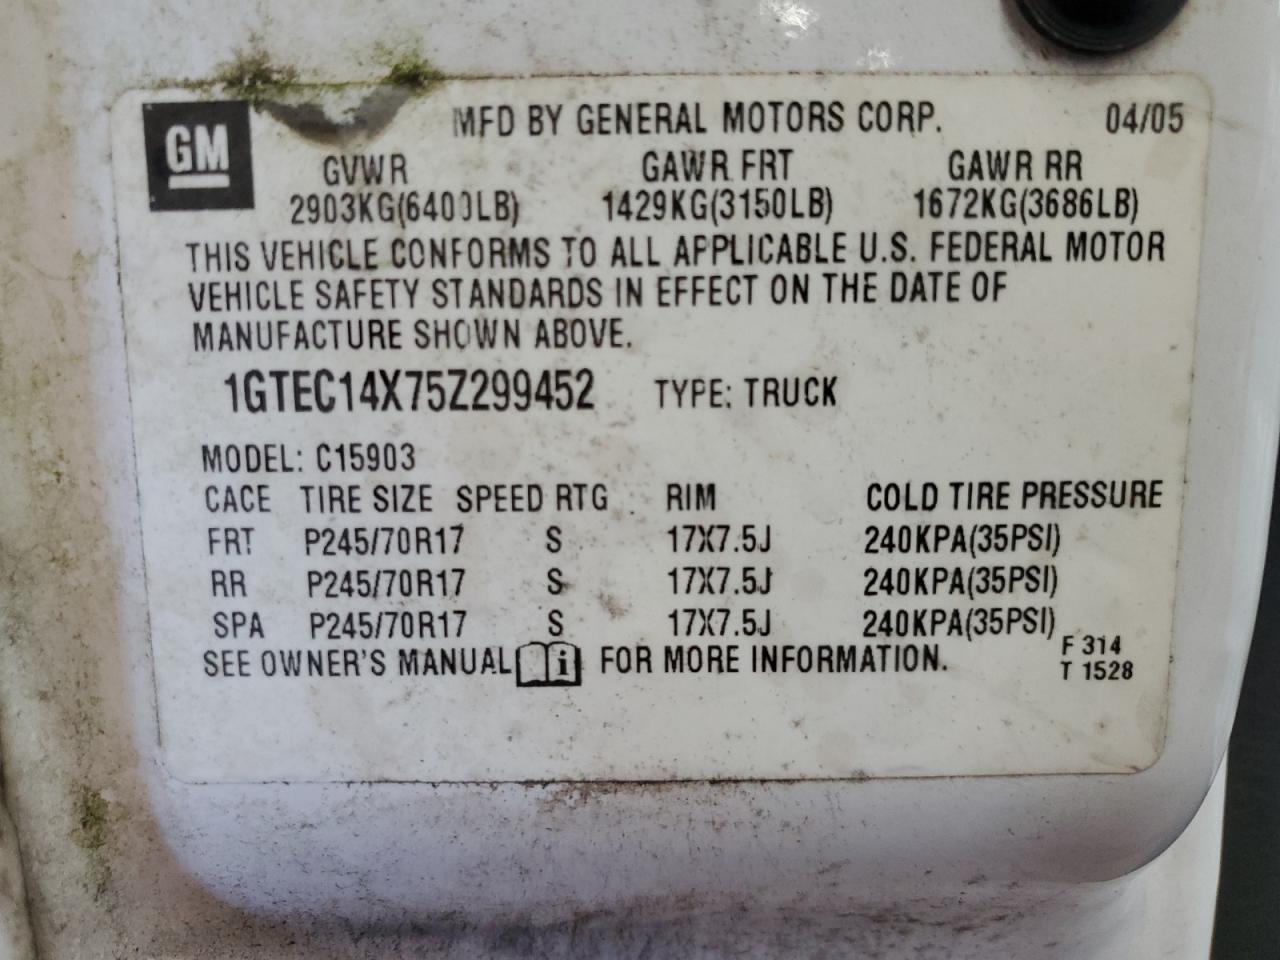 GM
MFD BY GENERAL MOTORS CORP. 04/05
GVWR GAWR FRT GAWR RR
2903KG(6400LB) 1429KG(3150LB) 1672KG(3686LB)
THIS VEHICLE CONFORMS TO ALL APPLICABLE U.S. FEDERAL MOTOR
VEHICLE SAFETY STANDARDS IN EFFECT ON THE DATE OF
MANUFACTURE SHOWN ABOVE.
1GTEC14X75Z299452 TYPE: TRUCK
MODEL: C15903
CACE TIRE SIZE SPEED RTG RIM COLD TIRE PRESSURE
FRT P245/70R17 S 17X7.5J 240KPA(35PSI)
RR P245/70R17 S 17X7.5J 240KPA(35PSI)
SPA P245/70R17 S 17X7.5J 240KPA(35PSI)
SEE OWNER'S MANUAL i FOR MORE INFORMATION.
F 314
T 1528